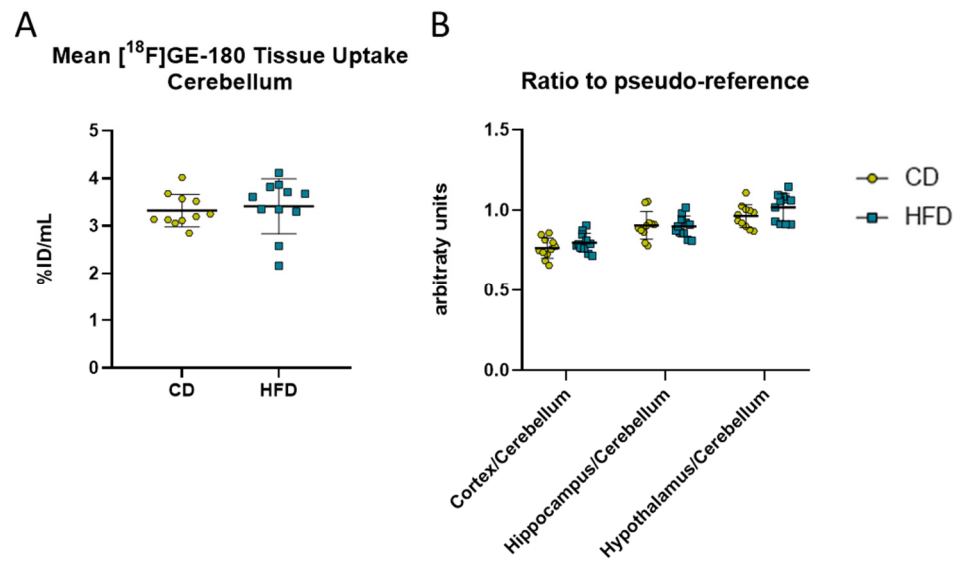 A
Mean [¹⁸F]GE-180 Tissue Uptake
Cerebellum
%ID/mL
5
4
3
2
1
0
CD
HFD
B
Ratio to pseudo-reference
arbitraty units
1.5
1.0
0.5
0.0
Cortex/Cerebellum
Hippocampus/Cerebellum
Hypothalamus/Cerebellum
CD
HFD